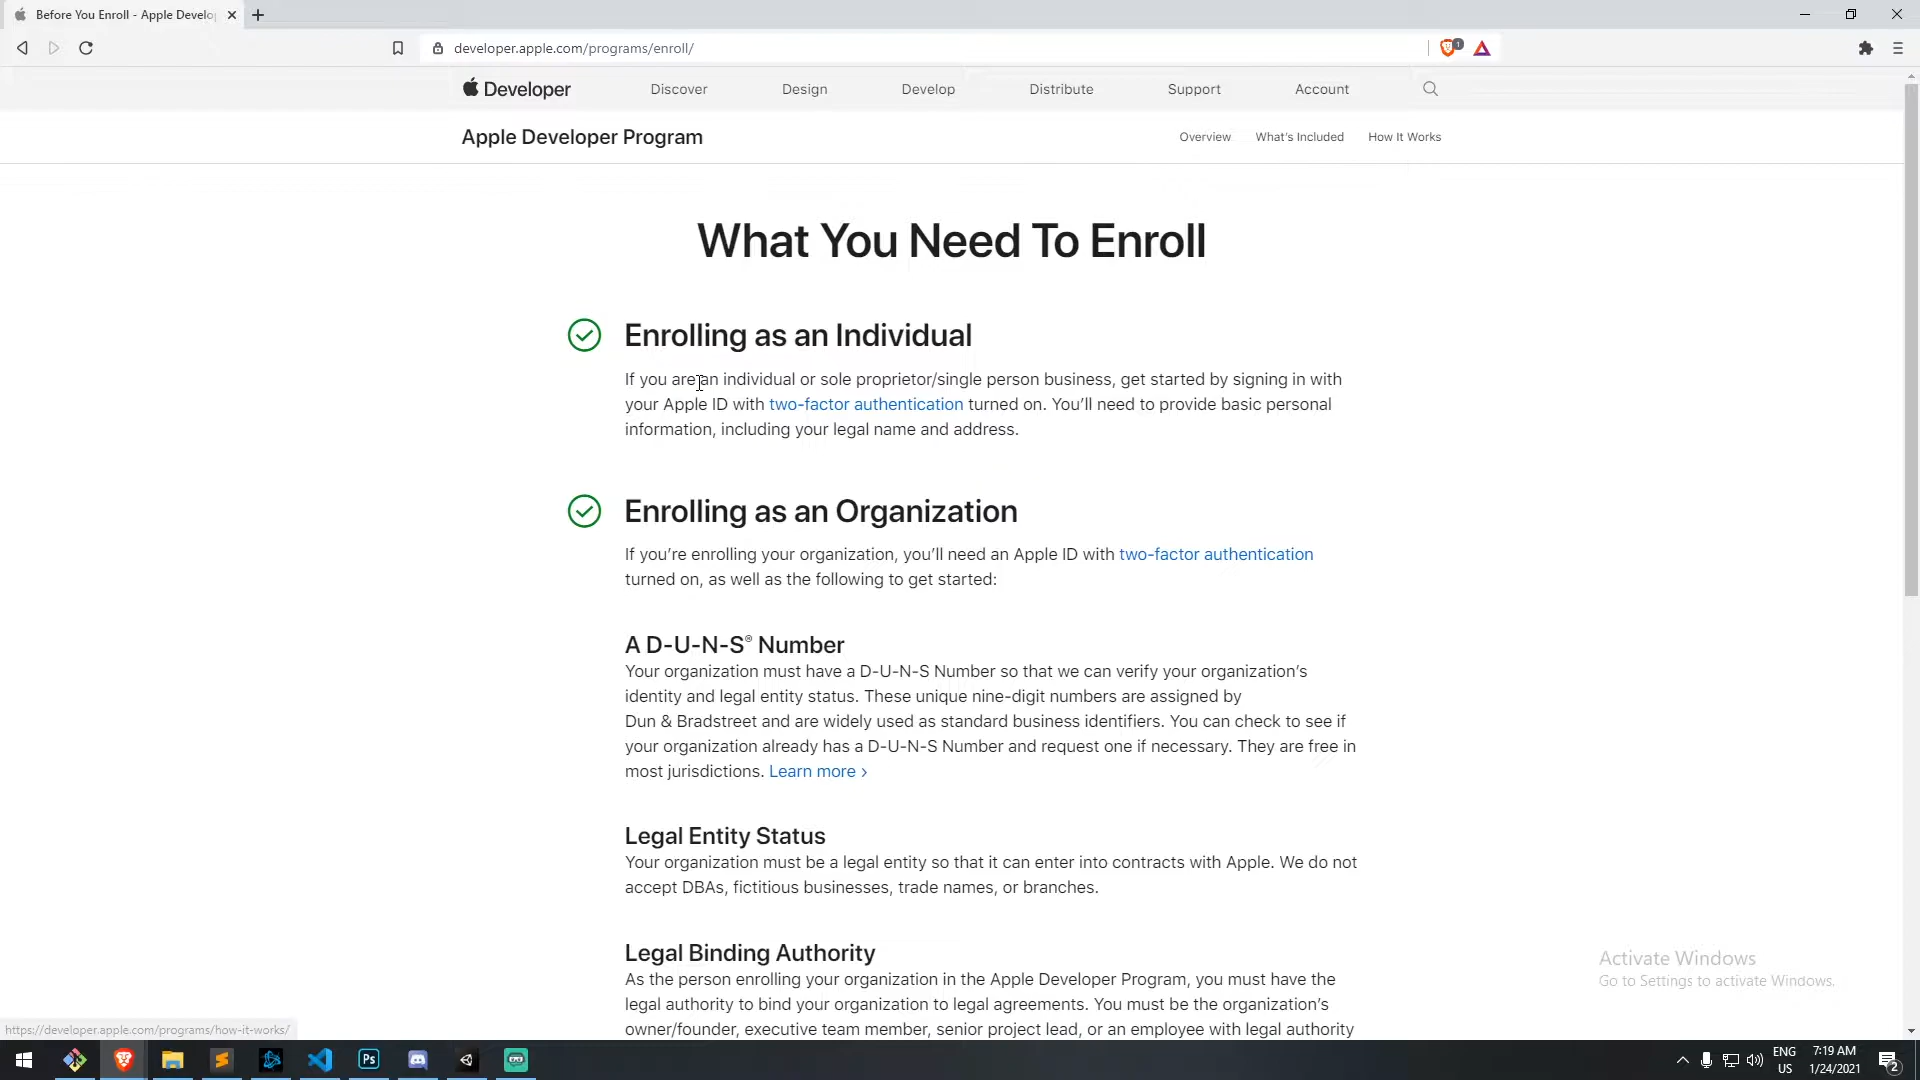 Before You Enroll - Apple Develo
developer.apple.com/programs/enroll/
1
Developer
Discover
Design
Develop
Distribute
Support
Account
Apple Developer Program
Overview
What's Included
How It Works
What You Need To Enroll
Enrolling as an Individual
If you are an individual or sole proprietor/single person business, get started by signing in with
your Apple ID with two-factor authentication turned on. You'll need to provide basic personal
information, including your legal name and address.
Enrolling as an Organization
If you're enrolling your organization, you'll need an Apple ID with two-factor authentication
turned on, as well as the following to get started:
A D-U-N-S® Number
Your organization must have a D-U-N-S Number so that we can verify your organization's
identity and legal entity status. These unique nine-digit numbers are assigned by
Dun & Bradstreet and are widely used as standard business identifiers. You can check to see if
your organization already has a D-U-N-S Number and request one if necessary. They are free in
most jurisdictions. Learn more ›
Legal Entity Status
Your organization must be a legal entity so that it can enter into contracts with Apple. We do not
accept DBAs, fictitious businesses, trade names, or branches.
Legal Binding Authority
As the person enrolling your organization in the Apple Developer Program, you must have the
legal authority to bind your organization to legal agreements. You must be the organization's
owner/founder, executive team member, senior project lead, or an employee with legal authority
Activate Windows
Go to Settings to activate Windows.
https://developer.apple.com/programs/how-it-works/
Ps
ENG
US
7:19 AM
1/24/2021
2